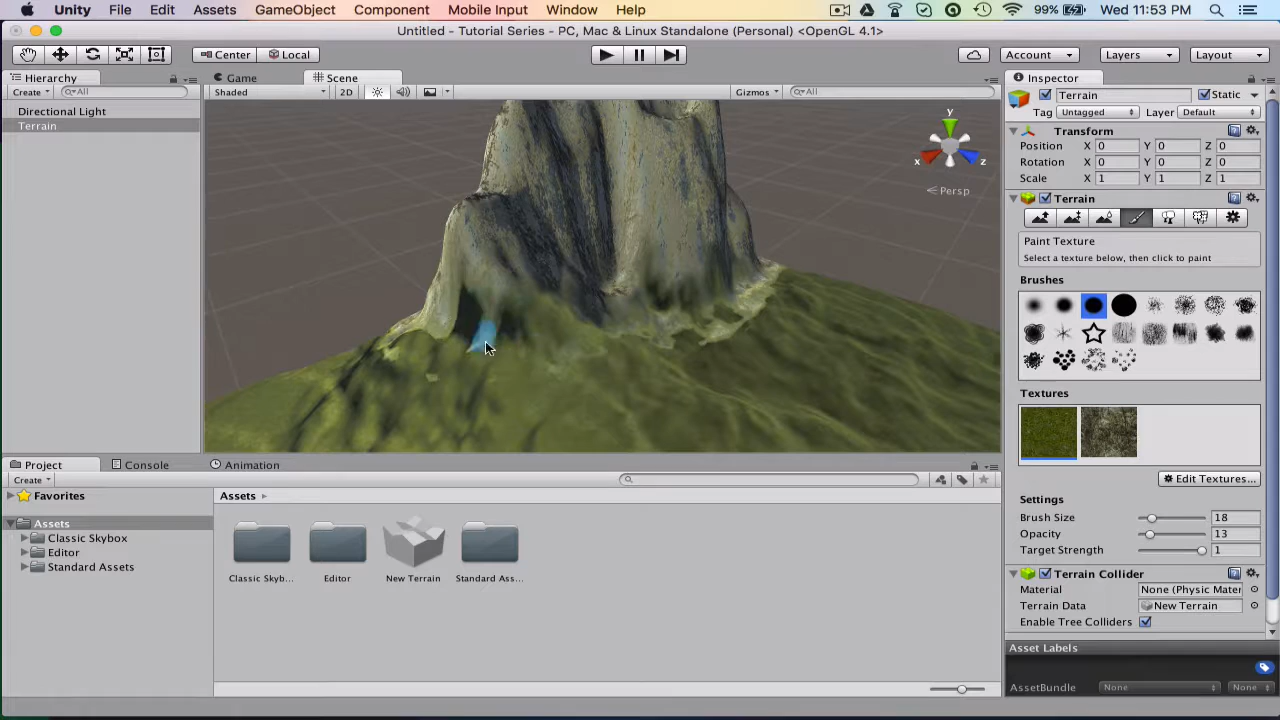 Unity File Edit Assets GameObject Component Mobile Input Window Help 99% Wed 11:53 PM
Untitled - Tutorial Series - PC, Mac & Linux Standalone (Personal) <OpenGL 4.1>
Center Local Account Layers Layout
Hierarchy Game Scene Inspector
Create All Shaded 2D Gizmos All Terrain Static
Directional Light
Terrain
Tag Untagged Layer Default
Transform
Position X 0 Y 0 Z 0
Rotation X 0 Y 0 Z 0
Scale X 1 Y 1 Z 1
y
x z
Persp
Terrain
Paint Texture
Select a texture below, then click to paint
Brushes
Textures
Edit Textures...
Settings
Brush Size 18
Opacity 13
Target Strength 1
Terrain Collider
Material None (Physic Mater
Terrain Data New Terrain
Enable Tree Colliders
Asset Labels
AssetBundle None None
Project Console Animation
Create
Favorites
Assets
Classic Skybox
Editor
Standard Assets
Assets
Classic Skyb... Editor New Terrain Standard Ass...